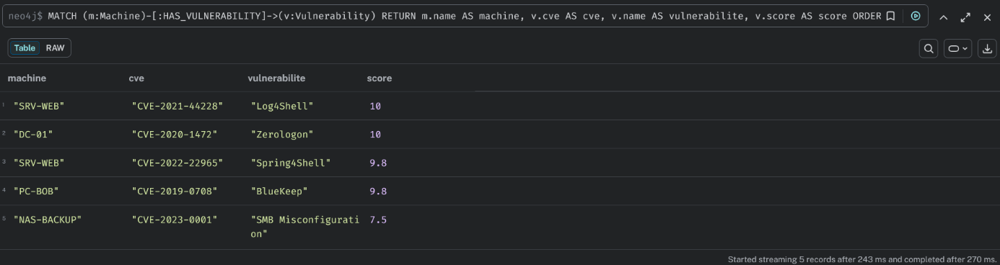 neo4j$ MATCH (m:Machine)-[:HAS_VULNERABILITY]->(v:Vulnerability) RETURN m.name AS machine, v.cve AS cve, v.name AS vulnerabilite, v.score AS score ORDER
Table RAW
machine cve vulnerabilite score
1 "SRV-WEB" "CVE-2021-44228" "Log4Shell" 10
2 "DC-01" "CVE-2020-1472" "Zerologon" 10
3 "SRV-WEB" "CVE-2022-22965" "Spring4Shell" 9.8
4 "PC-BOB" "CVE-2019-0708" "BlueKeep" 9.8
5 "NAS-BACKUP" "CVE-2023-0001" "SMB Misconfigurati 7.5
on"
Started streaming 5 records after 243 ms and completed after 270 ms.